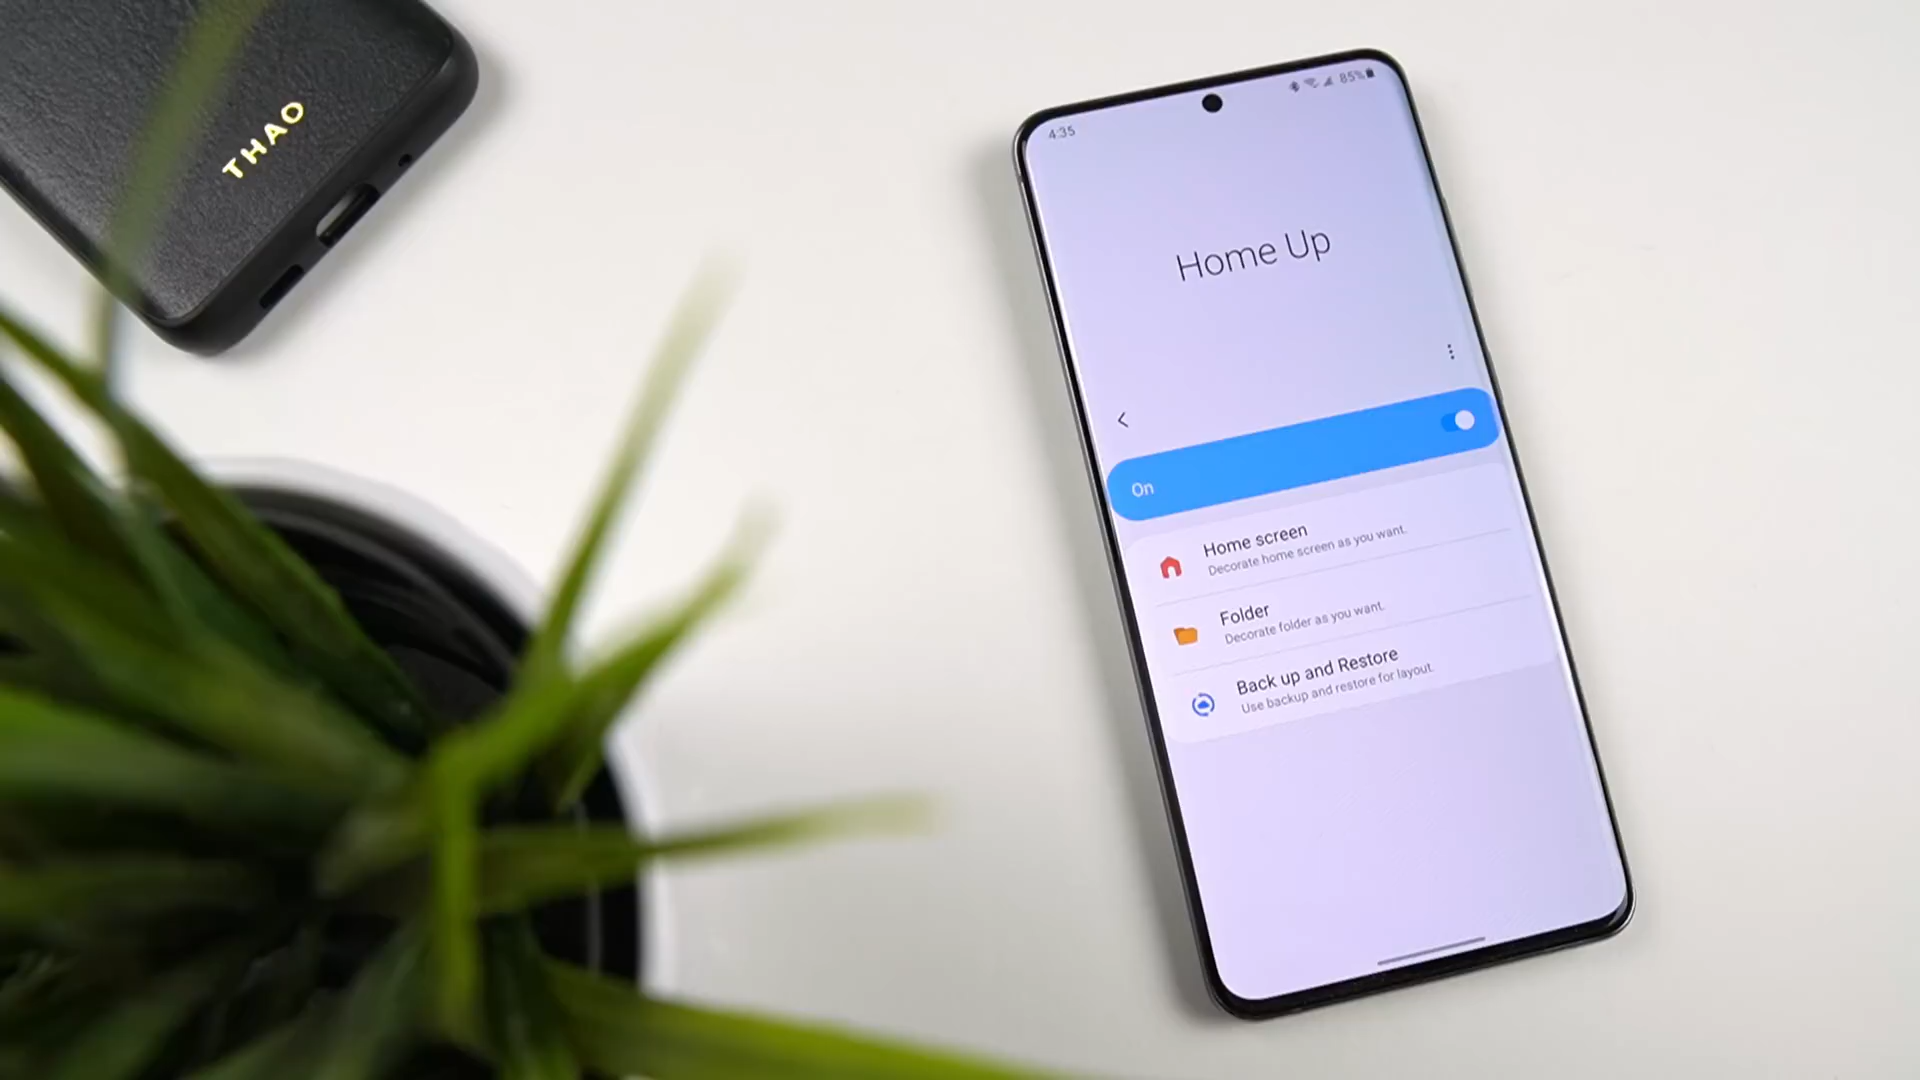 THAO
4:35
85%
Home Up
On
Home screen
Decorate home screen as you want.
Folder
Decorate folder as you want.
Back up and Restore
Use backup and restore for layout.